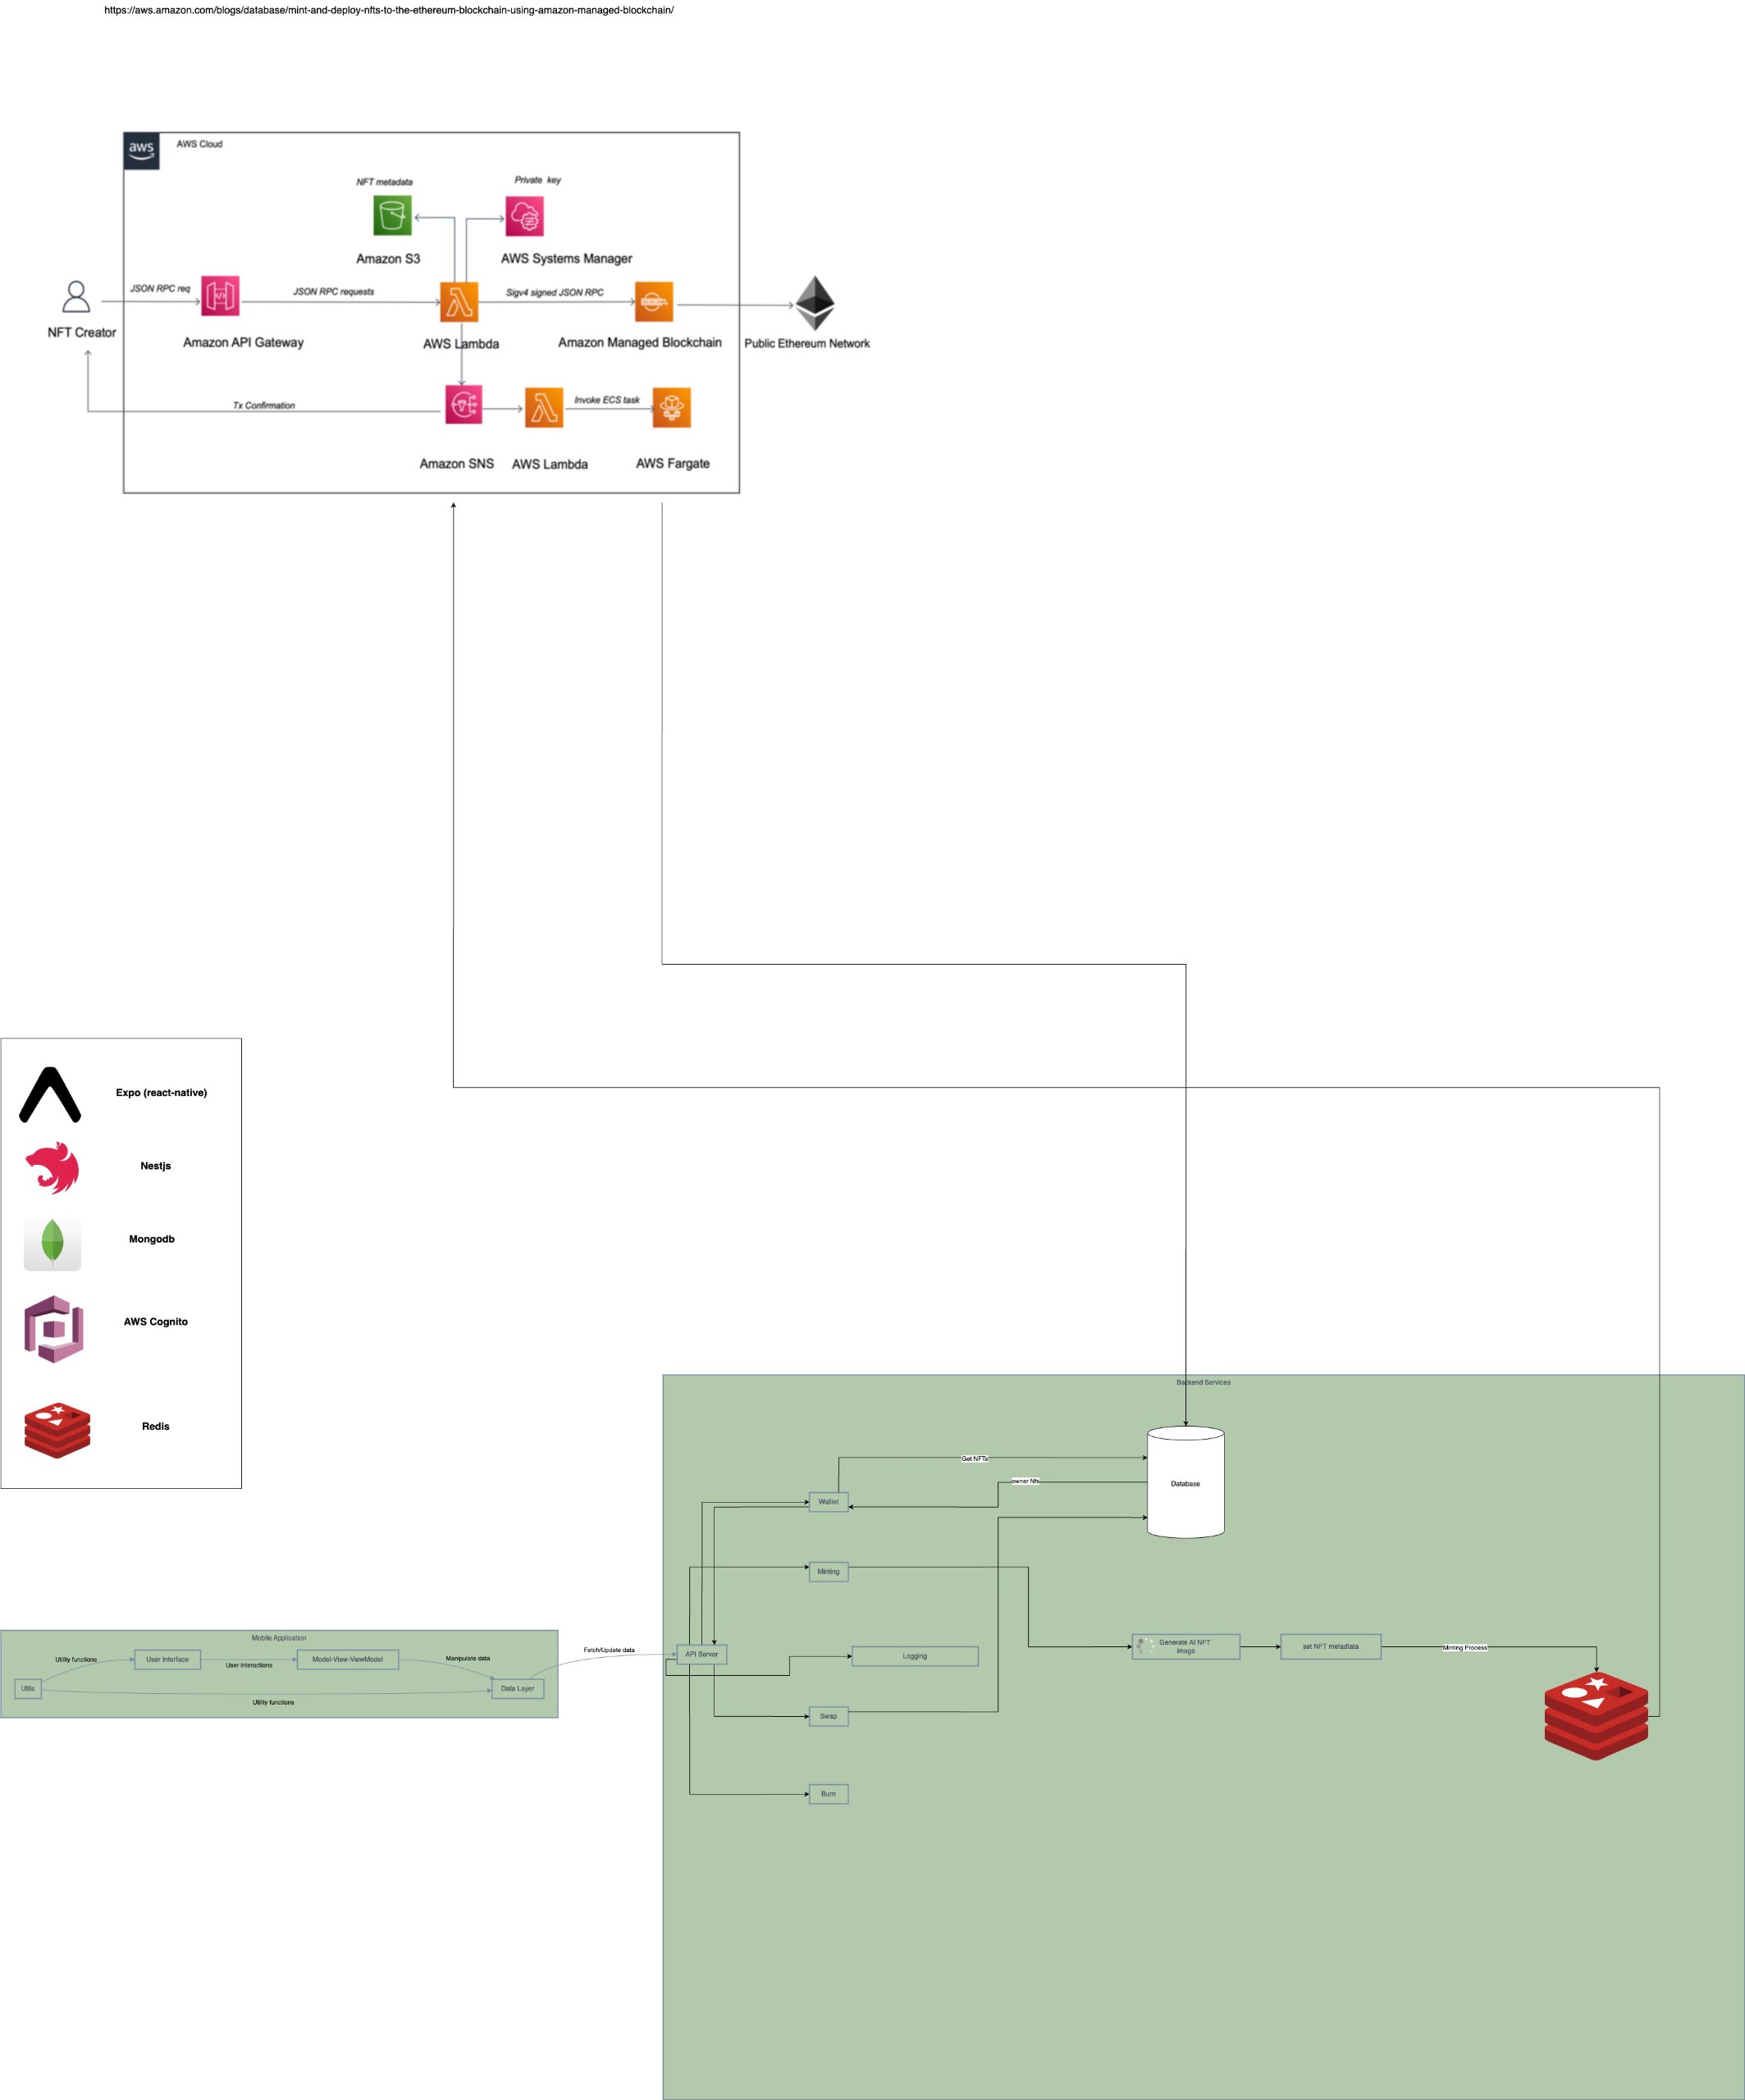 https://aws.amazon.com/blogs/database/mint-and-deploy-nfts-to-the-ethereum-blockchain-using-amazon-managed-blockchain/
aws
AWS Cloud
NFT metadata
Private key
Amazon S3
AWS Systems Manager
JSON RPC req
JSON RPC requests
Sigv4 signed JSON RPC
NFT Creator
Amazon API Gateway
AWS Lambda
Amazon Managed Blockchain
Public Ethereum Network
Tx Confirmation
Invoke ECS task
Amazon SNS
AWS Lambda
AWS Fargate
Expo (react-native)
Nestjs
Mongodb
AWS Cognito
Redis
Backend Services
Get NFTs
owner Nfs
Database
Wallet
Minting
Mobile Application
Utility functions
User Interface
User Interactions
Model-View-ViewModel
Manipulate data
Utils
Data Layer
Utility functions
Fetch/Update data
API Server
Logging
Generate AI NFT
image
set NFT metadtata
Minting Process
Swap
Burn